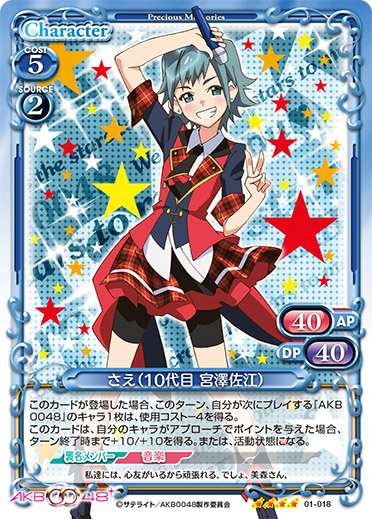 Precious Memories
Character
COST
5
SOURCE
2
40 AP
DP 40
さえ(10代目 宮澤佐江)
このカードが登場した場合、このターン、自分が次にプレイする「AKB
0048」のキャラ1枚は、使用コスト-4を得る。
このカードは、自分のキャラがアプローチでポイントを与えた場合、
ターン終了時まで+10/+10を得る。または、活動状態になる。
襲名メンバー 音楽
私達には、心友がいるから頑張れる。でしょ、美森さん。
AKB0048
©サテライト/AKB0048製作委員会
01-018